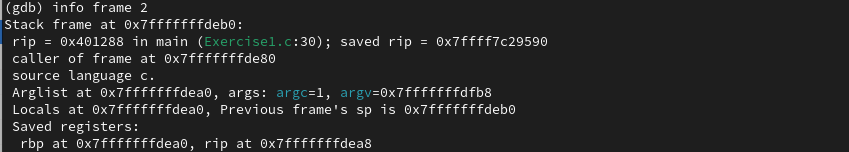 (gdb) info frame 2
Stack frame at 0x7fffffffdeb0:
 rip = 0x401288 in main (Exercise1.c:30); saved rip = 0x7ffff7c29590
 caller of frame at 0x7fffffffde80
 source language c.
 Arglist at 0x7fffffffdea0, args: argc=1, argv=0x7fffffffdfb8
 Locals at 0x7fffffffdea0, Previous frame's sp is 0x7fffffffdeb0
 Saved registers:
  rbp at 0x7fffffffdea0, rip at 0x7fffffffdea8